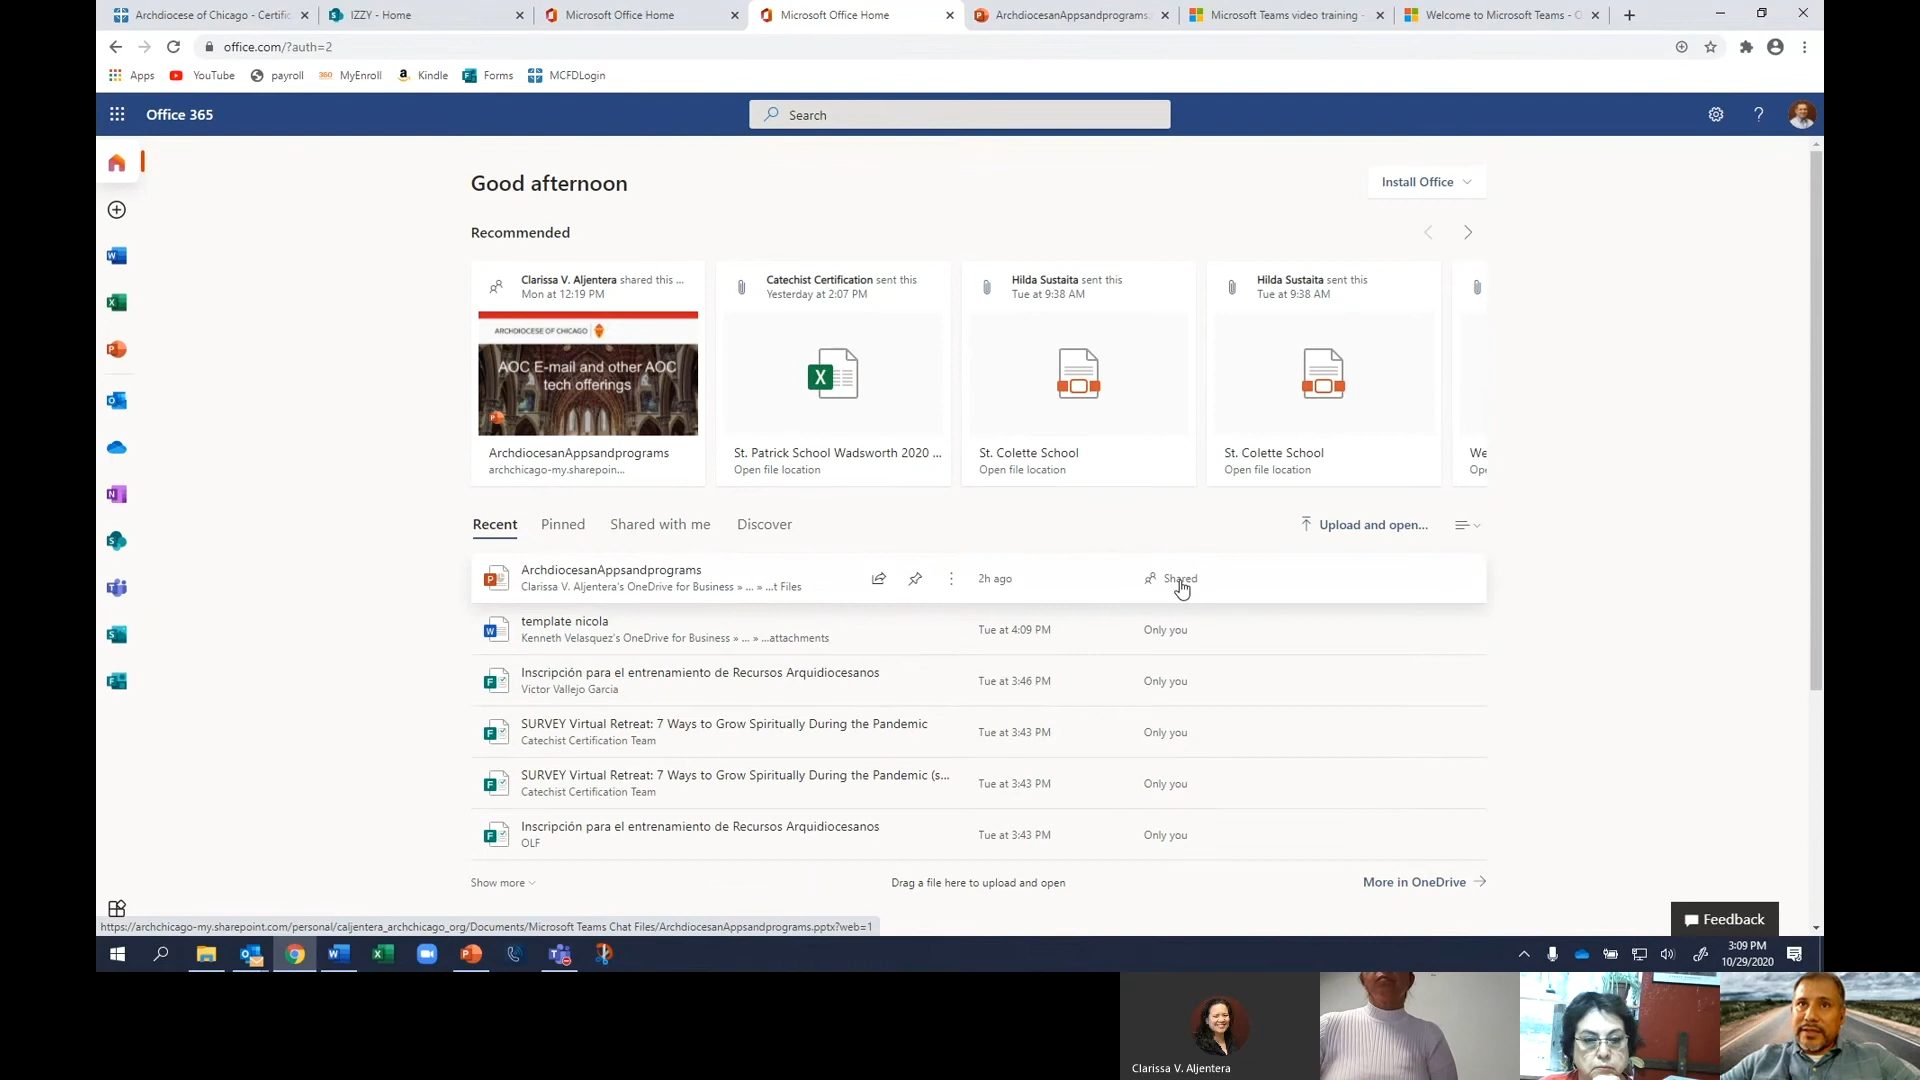 Archdiocese of Chicago - Certific
IZZY - Home
Microsoft Office Home
Microsoft Office Home
ArchdiocesanAppsandprograms.
Microsoft Teams video training -
Welcome to Microsoft Teams - O
office.com/?auth=2
Apps
YouTube
payroll
360 MyEnroll
Kindle
Forms
MCFDLogin
Office 365
Search
Good afternoon
Install Office
Recommended
Clarissa V. Aljentera shared this ...
Mon at 12:19 PM
ARCHDIOCESE OF CHICAGO
AOC E-mail and other AOC
tech offerings
ArchdiocesanAppsandprograms
archchicago-my.sharepoin...
Catechist Certification sent this
Yesterday at 2:07 PM
St. Patrick School Wadsworth 2020 ...
Open file location
Hilda Sustaita sent this
Tue at 9:38 AM
St. Colette School
Open file location
Hilda Sustaita sent this
Tue at 9:38 AM
St. Colette School
Open file location
We
Ope
Recent
Pinned
Shared with me
Discover
Upload and open...
ArchdiocesanAppsandprograms
Clarissa V. Aljentera's OneDrive for Business » ... » ...t Files
2h ago
Shared
template nicola
Kenneth Velasquez's OneDrive for Business » ... » ...attachments
Tue at 4:09 PM
Only you
Inscripción para el entrenamiento de Recursos Arquidiocesanos
Victor Vallejo Garcia
Tue at 3:46 PM
Only you
SURVEY Virtual Retreat: 7 Ways to Grow Spiritually During the Pandemic
Catechist Certification Team
Tue at 3:43 PM
Only you
SURVEY Virtual Retreat: 7 Ways to Grow Spiritually During the Pandemic (s...
Catechist Certification Team
Tue at 3:43 PM
Only you
Inscripción para el entrenamiento de Recursos Arquidiocesanos
OLF
Tue at 3:43 PM
Only you
Show more
Drag a file here to upload and open
More in OneDrive
Feedback
https://archchicago-my.sharepoint.com/personal/caljentera_archchicago_org/Documents/Microsoft Teams Chat Files/ArchdiocesanAppsandprograms.pptx?web=1
3:09 PM
10/29/2020
Clarissa V. Aljentera